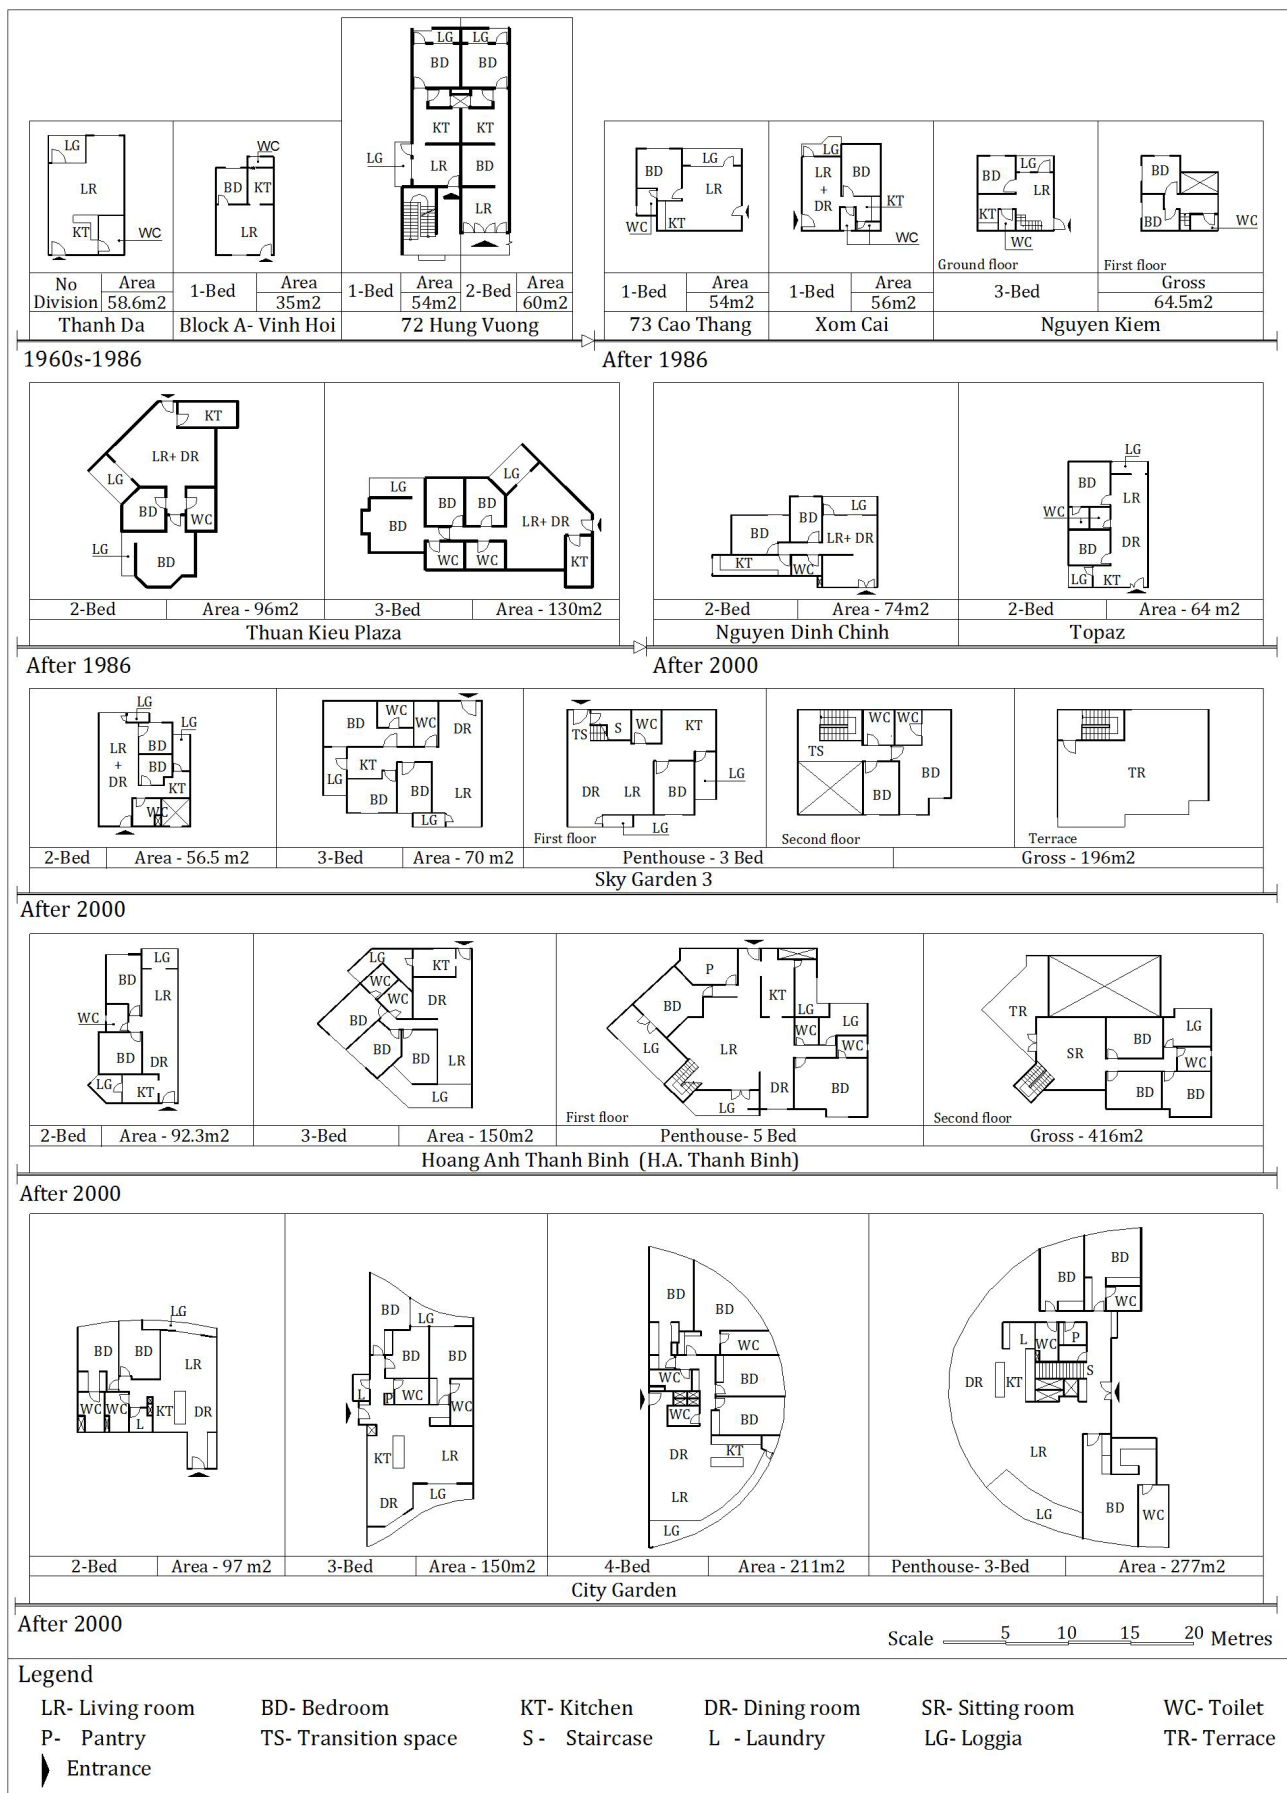 LG
LR
KT
WC
No Division
Area
58.6m2
Thanh Da
WC
BD
KT
LR
1-Bed
Area
35m2
Block A- Vinh Hoi
LG
LG
BD
BD
KT
KT
LG
LR
BD
LR
1-Bed
Area
54m2
2-Bed
Area
60m2
72 Hung Vuong
1960s-1986
BD
LG
LR
WC
KT
1-Bed
Area
54m2
73 Cao Thang
LG
LR
+
DR
BD
KT
WC
1-Bed
Area
56m2
Xom Cai
BD
LG
LR
KT
WC
Ground floor
BD
BD
WC
First floor
3-Bed
Gross
64.5m2
Nguyen Kiem
After 1986
KT
LR+ DR
LG
BD
WC
LG
BD
2-Bed
Area - 96m2
LG
LG
BD
BD
BD
LR+ DR
WC
WC
KT
3-Bed
Area - 130m2
Thuan Kieu Plaza
After 1986
LG
BD
BD
LR+ DR
KT
WC
2-Bed
Area - 74m2
Nguyen Dinh Chinh
LG
BD
LR
WC
BD
DR
LG
KT
2-Bed
Area - 64 m2
Topaz
After 2000
LG
LG
LR
+
DR
BD
BD
KT
WC
2-Bed
Area - 56.5 m2
BD
WC
WC
DR
KT
LG
BD
BD
LR
LG
3-Bed
Area - 70 m2
TS
S
WC
KT
LG
DR
LR
BD
LG
First floor
WC
WC
TS
BD
BD
Second floor
TR
Terrace
Penthouse - 3 Bed
Gross - 196m2
Sky Garden 3
After 2000
LG
BD
LR
WC
BD
DR
LG
KT
2-Bed
Area - 92.3m2
LG
KT
WC
WC
DR
BD
BD
BD
LR
LG
3-Bed
Area - 150m2
P
BD
KT
LG
LG
WC
WC
LG
LR
DR
BD
LG
First floor
TR
LG
BD
SR
WC
BD
BD
Second floor
Penthouse- 5 Bed
Gross - 416m2
Hoang Anh Thanh Binh (H.A. Thanh Binh)
After 2000
LG
BD
BD
LR
WC
WC
KT
DR
L
2-Bed
Area - 97 m2
BD
LG
BD
BD
L
P
WC
WC
KT
LR
DR
LG
3-Bed
Area - 150m2
BD
BD
WC
WC
BD
WC
BD
DR
KT
LR
LG
4-Bed
Area - 211m2
BD
BD
WC
L
WC
P
S
DR
KT
LR
LG
BD
WC
Penthouse- 3-Bed
Area - 277m2
City Garden
After 2000
Scale 5 10 15 20 Metres
Legend
LR- Living room BD- Bedroom KT- Kitchen DR- Dining room SR- Sitting room WC- Toilet
P- Pantry TS- Transition space S - Staircase L - Laundry LG- Loggia TR- Terrace
Entrance